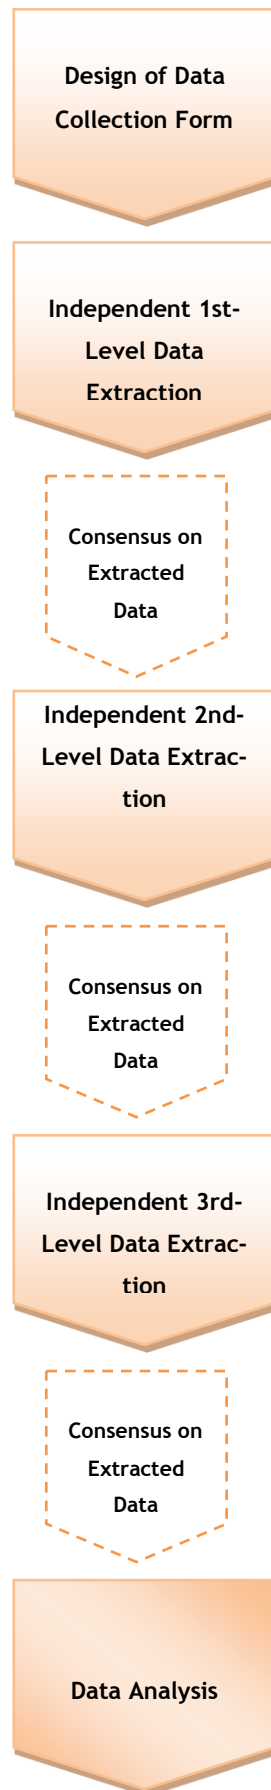 Design of Data
Collection Form
Independent 1st-
Level Data
Extraction
Consensus on
Extracted
Data
Independent 2nd-
Level Data Extrac-
tion
Consensus on
Extracted
Data
Independent 3rd-
Level Data Extrac-
tion
Consensus on
Extracted
Data
Data Analysis